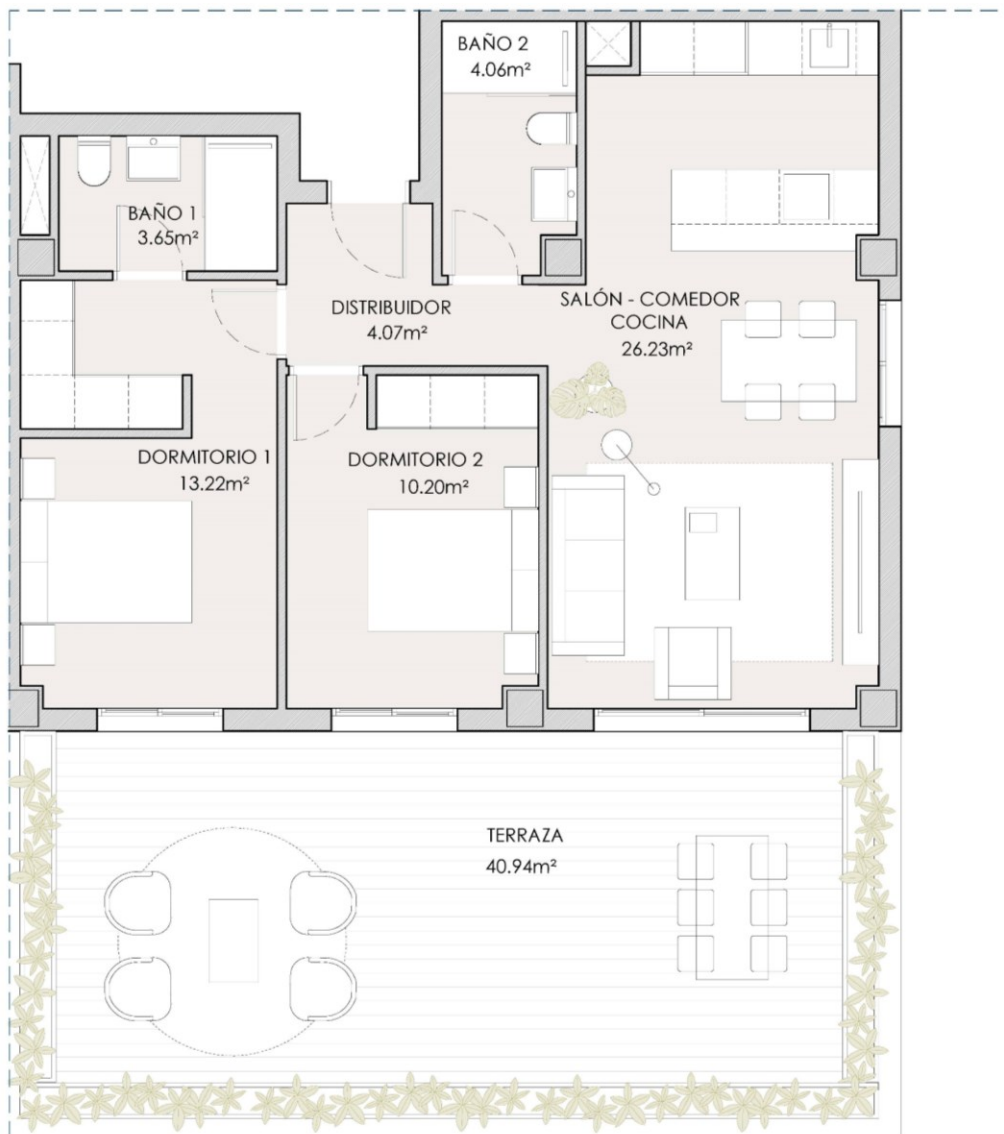 BAÑO 2
4.06m²
BAÑO 1
3.65m²
DISTRIBUIDOR
4.07m²
SALÓN - COMEDOR
COCINA
26.23m²
DORMITORIO 1
13.22m²
DORMITORIO 2
10.20m²
TERRAZA
40.94m²